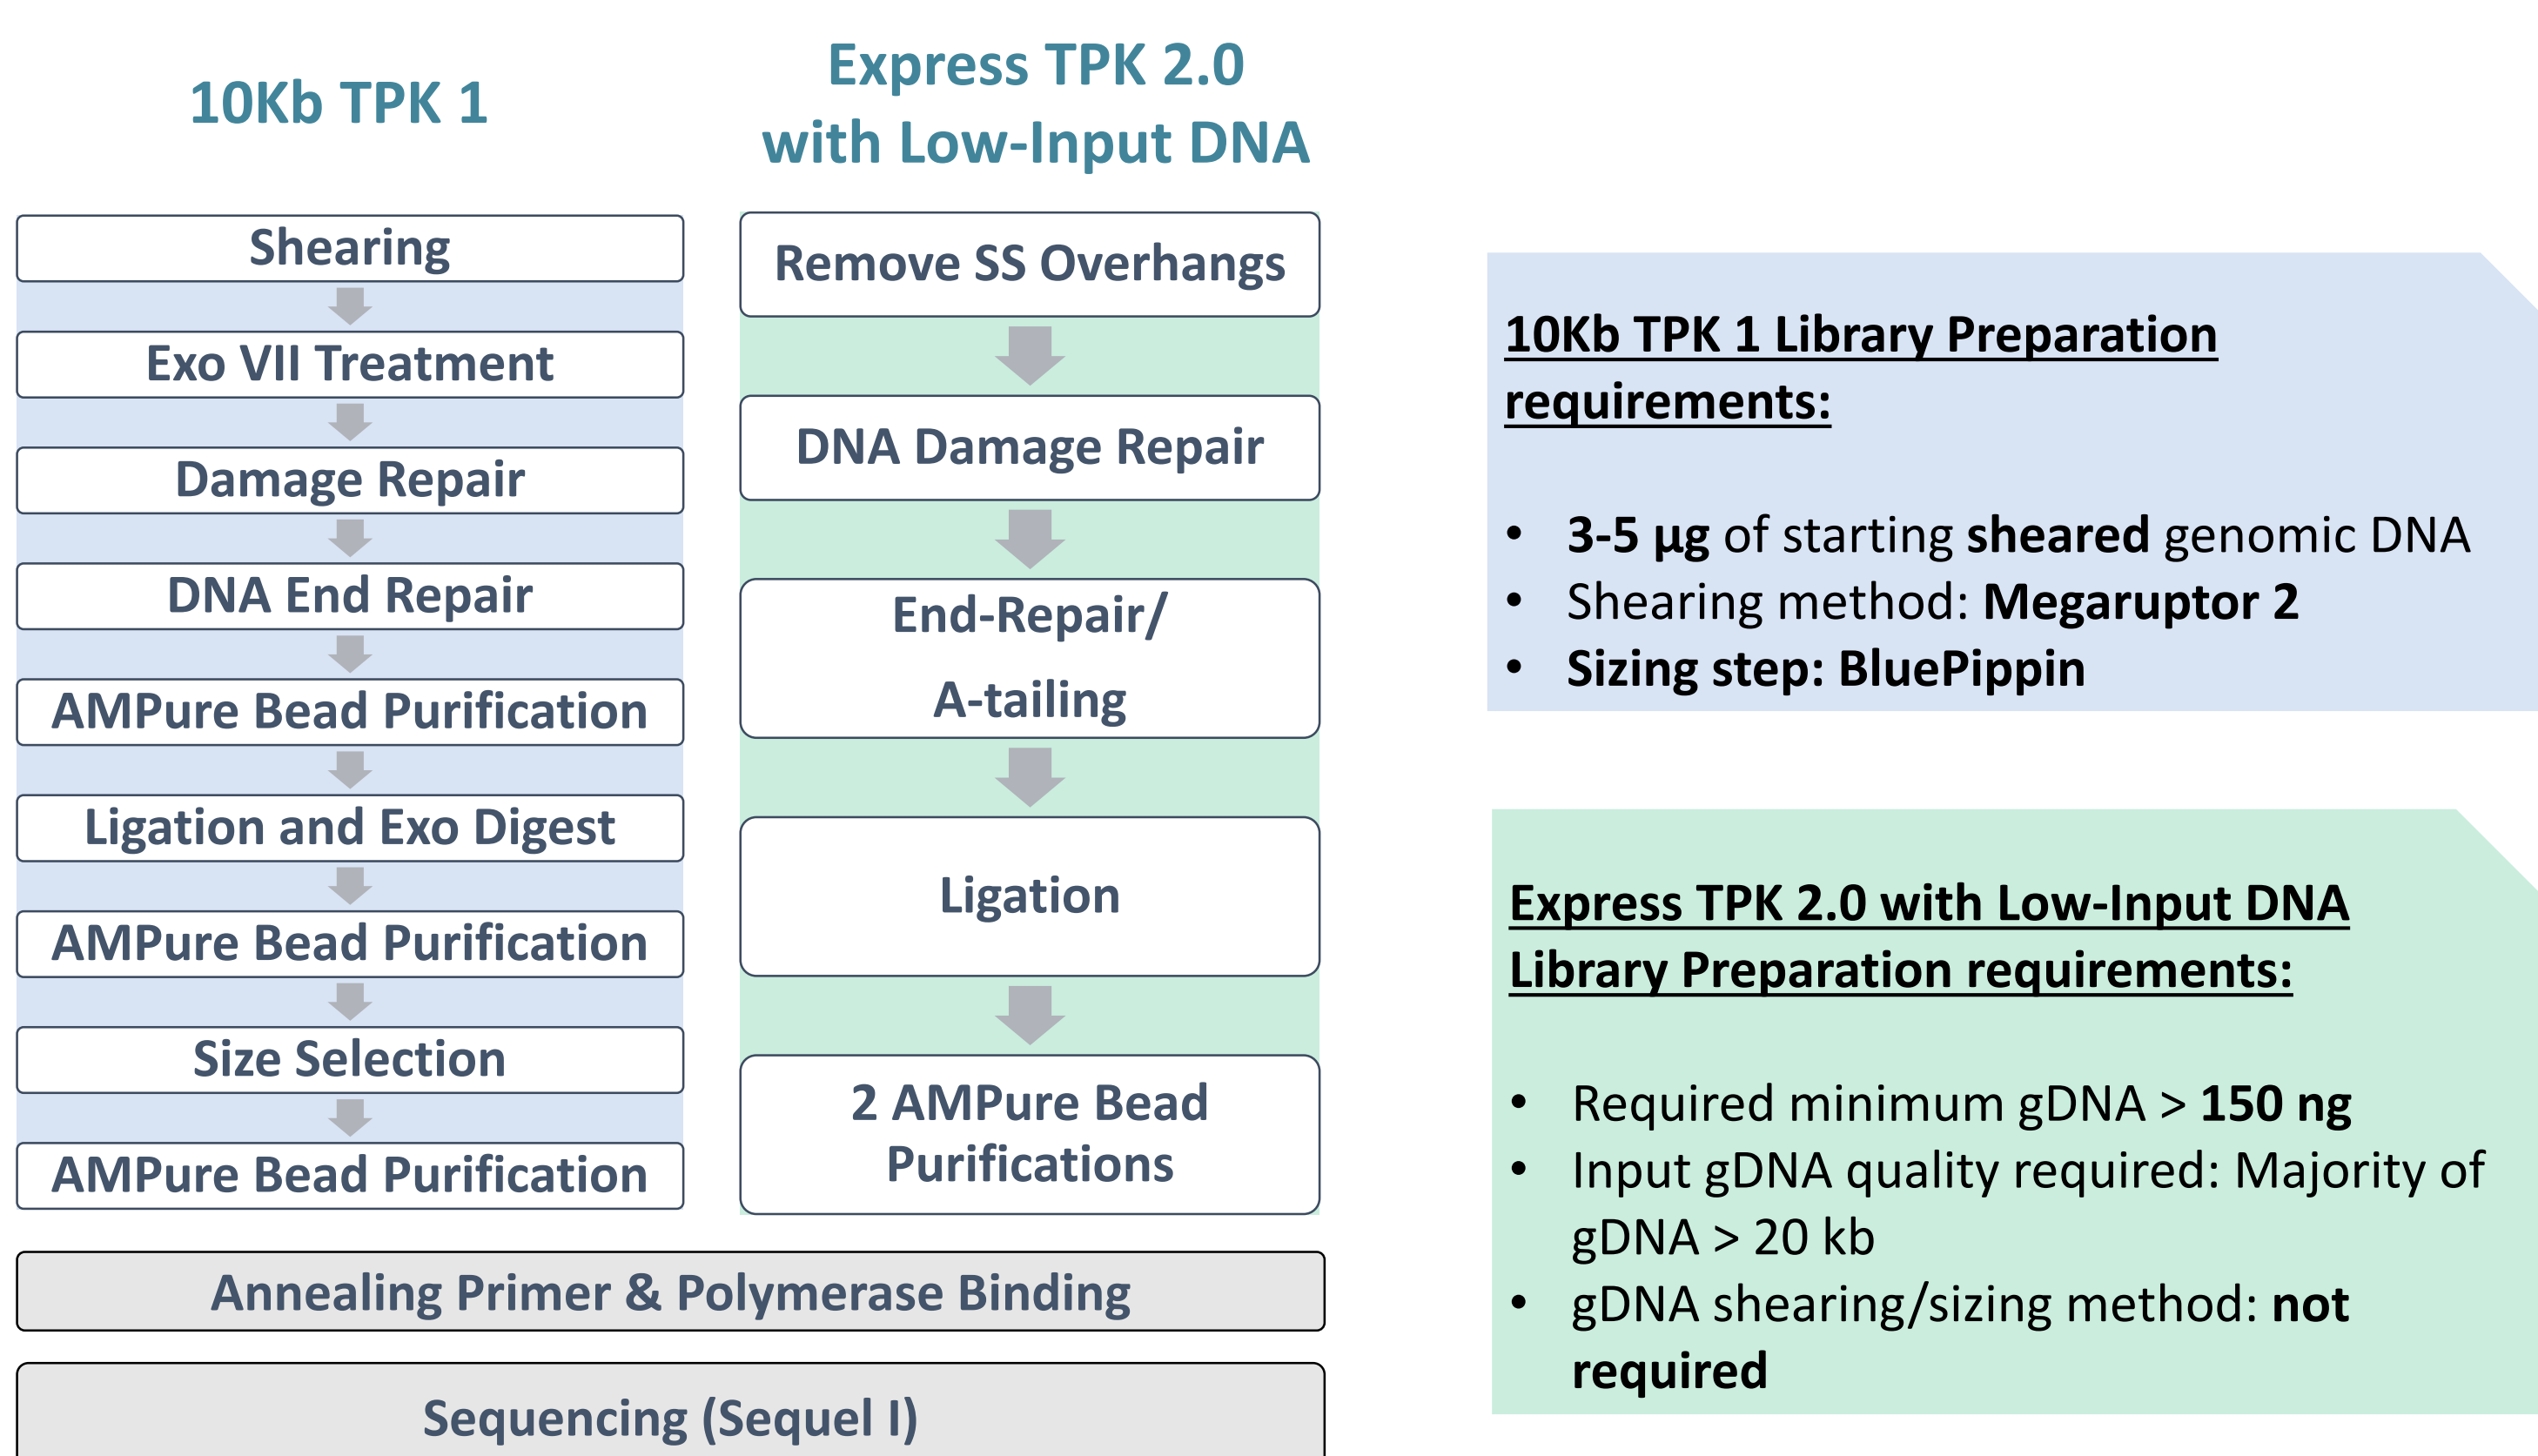 10Kb TPK 1
Express TPK 2.0
with Low-Input DNA
Shearing
Exo VII Treatment
Damage Repair
DNA End Repair
AMPure Bead Purification
Ligation and Exo Digest
AMPure Bead Purification
Size Selection
AMPure Bead Purification
Remove SS Overhangs
DNA Damage Repair
End-Repair/
A-tailing
Ligation
2 AMPure Bead
Purifications
Annealing Primer & Polymerase Binding
Sequencing (Sequel I)
10Kb TPK 1 Library Preparation
requirements:
• 3-5 µg of starting sheared genomic DNA
• Shearing method: Megaruptor 2
• Sizing step: BluePippin
Express TPK 2.0 with Low-Input DNA
Library Preparation requirements:
• Required minimum gDNA > 150 ng
• Input gDNA quality required: Majority of
gDNA > 20 kb
• gDNA shearing/sizing method: not
required